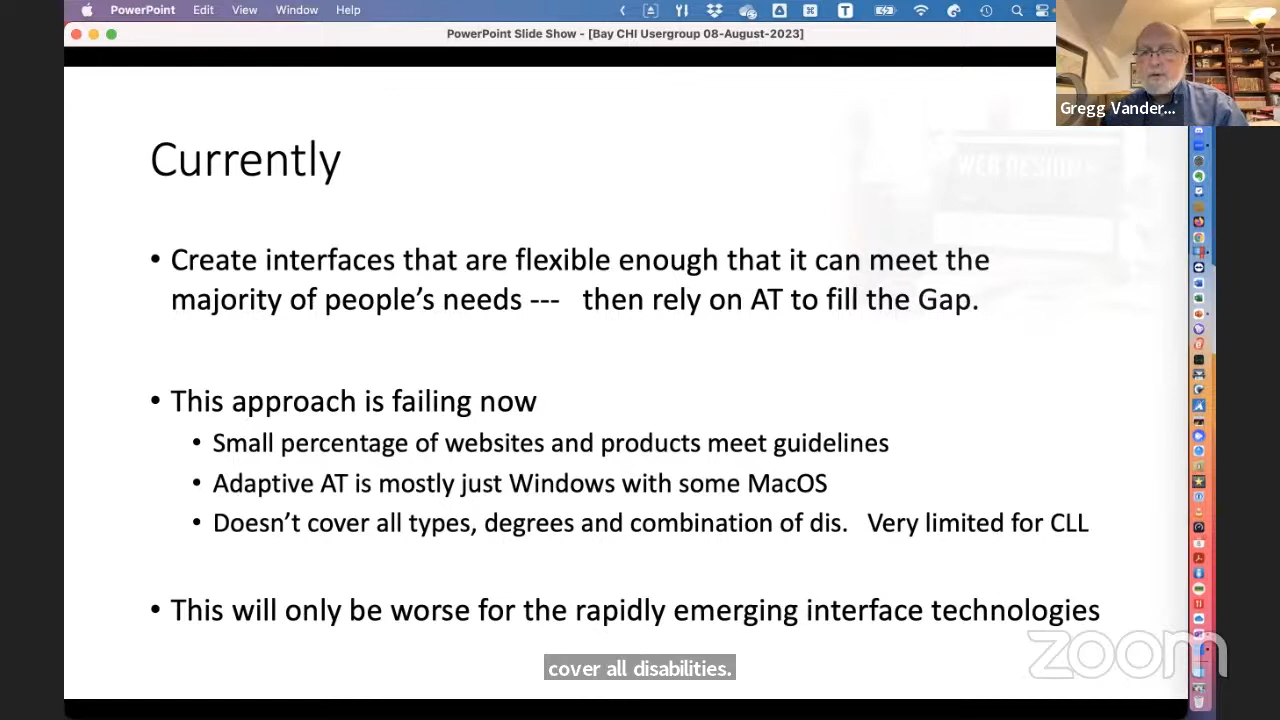 PowerPoint Edit View Window Help
PowerPoint Slide Show - [Bay CHI Usergroup 08-August-2023]
Gregg Vander...
WEB DESIGN
Currently
• Create interfaces that are flexible enough that it can meet the
majority of people’s needs --- then rely on AT to fill the Gap.
• This approach is failing now
• Small percentage of websites and products meet guidelines
• Adaptive AT is mostly just Windows with some MacOS
• Doesn’t cover all types, degrees and combination of dis. Very limited for CLL
• This will only be worse for the rapidly emerging interface technologies
zoom
cover all disabilities.